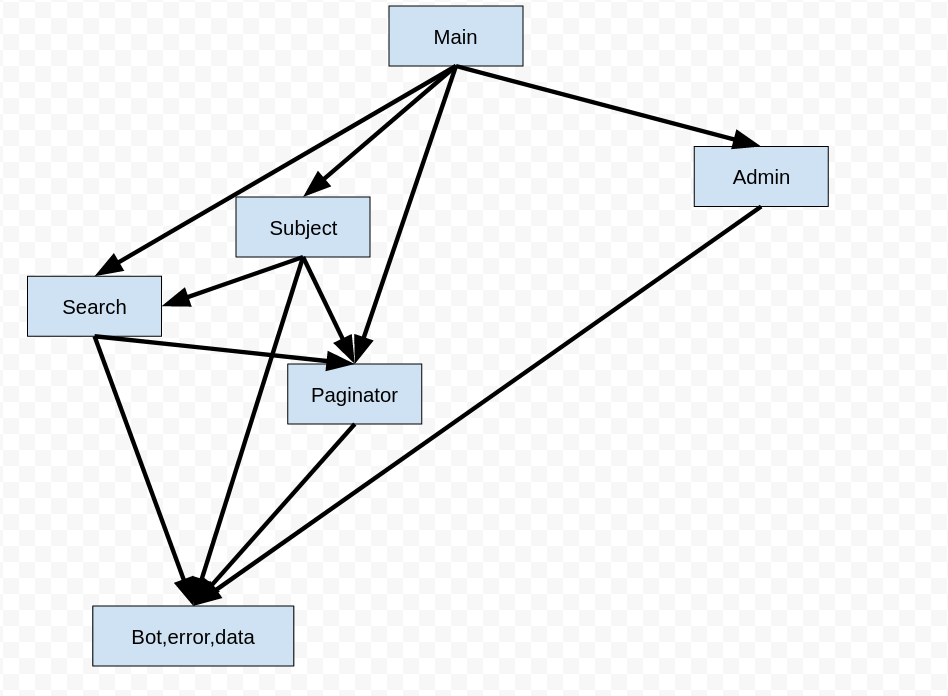 Main
Admin
Subject
Search
Paginator
Bot,error,data